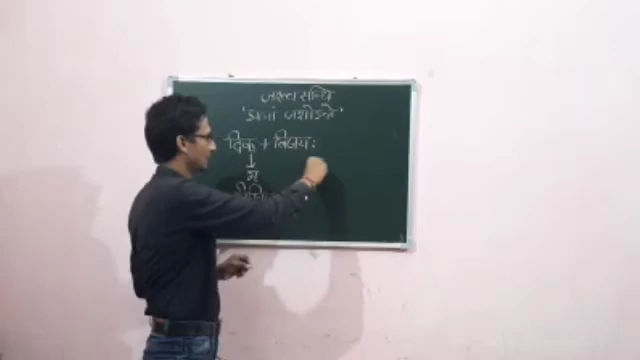 जश्त्व सन्धि
'झलां जशोऽन्ते'
दिक् + विजयः
↓
ग्